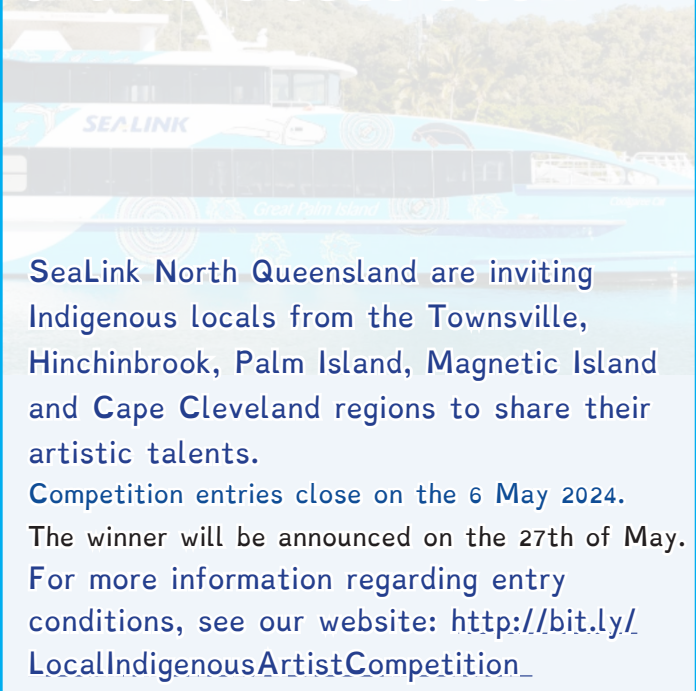 SEALINK
Great Palm Island
SeaLink North Queensland are inviting
Indigenous locals from the Townsville,
Hinchinbrook, Palm Island, Magnetic Island
and Cape Cleveland regions to share their
artistic talents.
Competition entries close on the 6 May 2024.
The winner will be announced on the 27th of May.
For more information regarding entry
conditions, see our website: http://bit.ly/
LocalIndigenousArtistCompetition